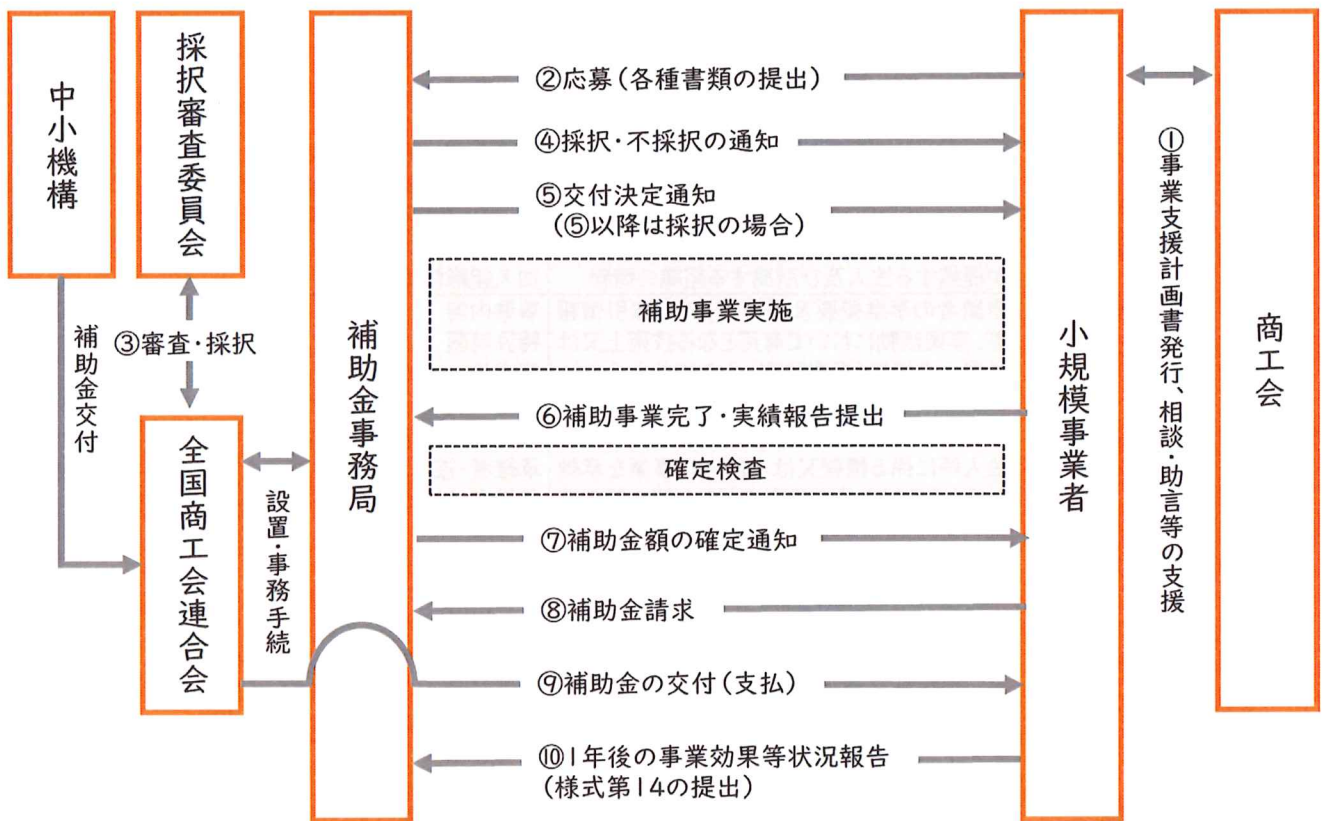 中小機構
採択審査委員会
補助金事務局
小規模事業者
商工会
全国商工会連合会
補助金交付
③審査・採択
設置・事務手続
①事業支援計画書発行、相談・助言等の支援
②応募(各種書類の提出)
④採択・不採択の通知
⑤交付決定通知
(⑤以降は採択の場合)
補助事業実施
⑥補助事業完了・実績報告提出
確定検査
⑦補助金額の確定通知
⑧補助金請求
⑨補助金の交付(支払)
⑩1年後の事業効果等状況報告
(様式第14の提出)